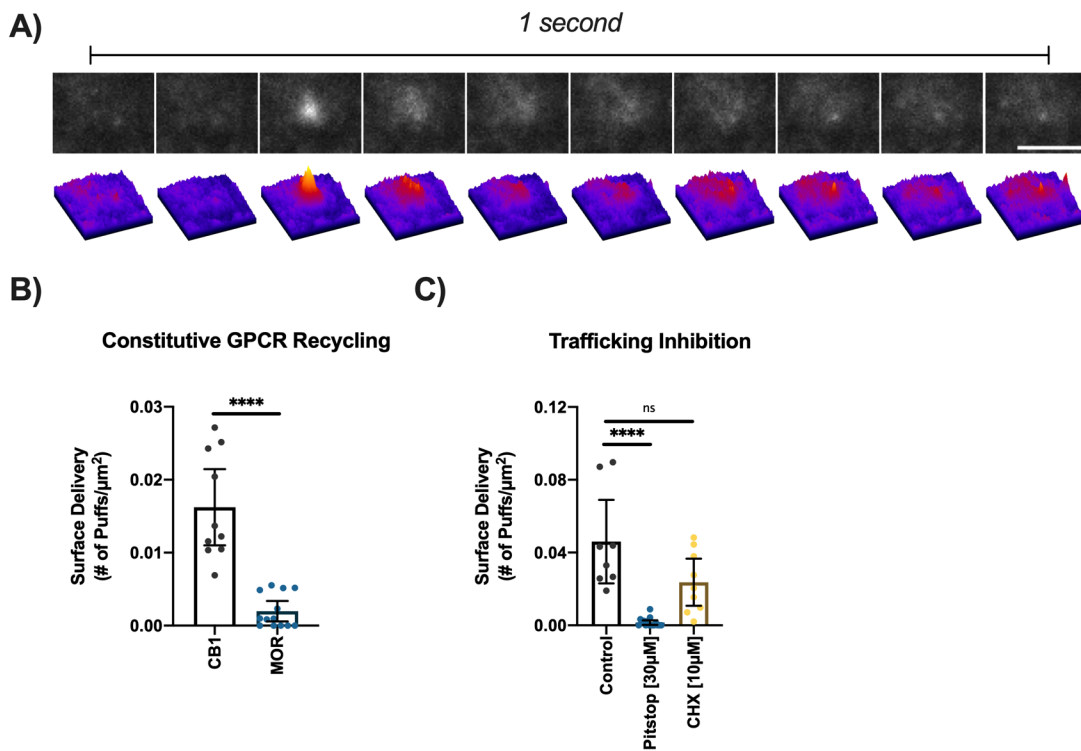 A)
1 second
B)
C)
Constitutive GPCR Recycling
Trafficking Inhibition
Surface Delivery
(# of Puffs/µm²)
0.03
0.02
0.01
0.00
****
CB1
MOR
Surface Delivery
(# of Puffs/µm²)
0.12
0.08
0.04
0.00
ns
****
Control
Pitstop [30µM]
CHX [10µM]